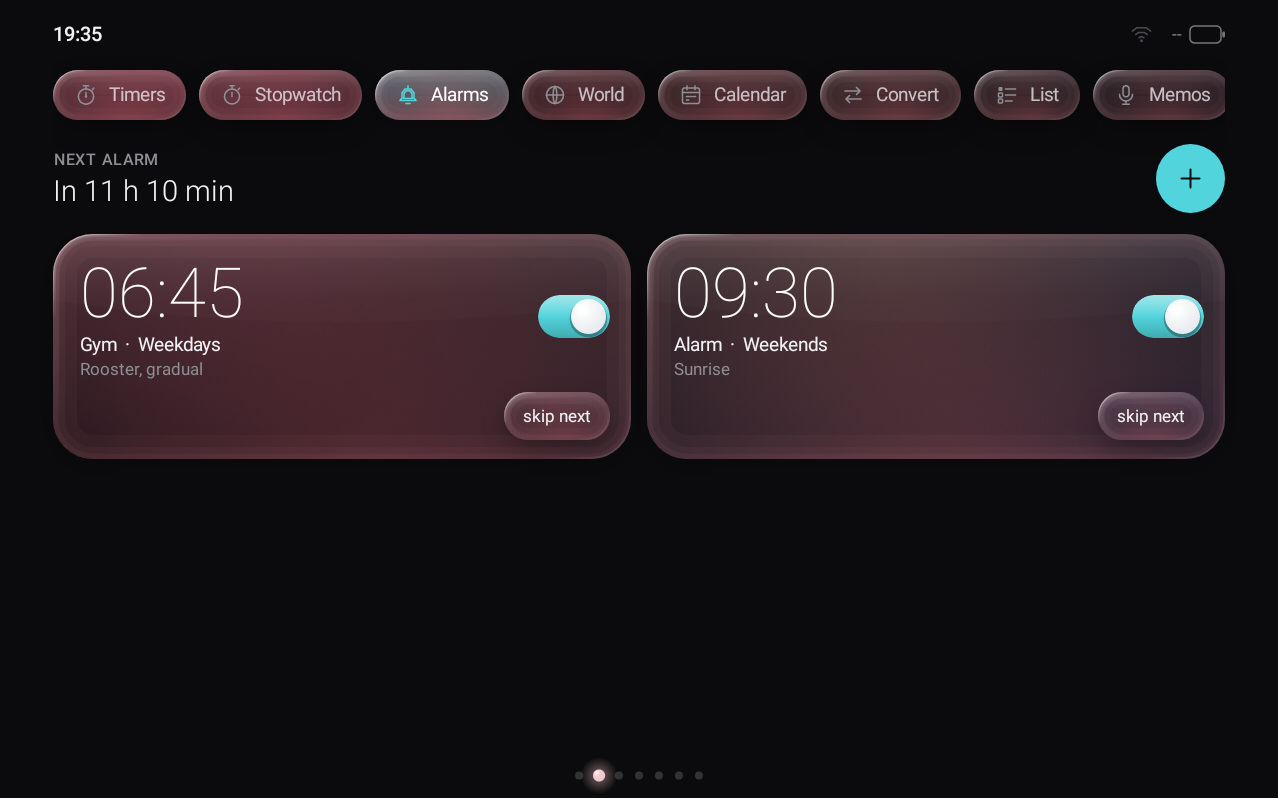 19:35 --
Timers Stopwatch Alarms World Calendar Convert List Memos
NEXT ALARM
In 11 h 10 min
+
06:45
Gym · Weekdays
Rooster, gradual
skip next
09:30
Alarm · Weekends
Sunrise
skip next